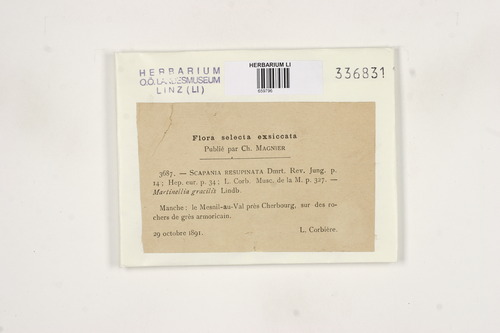 HERBARIUM
O.Ö. LANDESMUSEUM
LINZ (LI)
HERBARIUM LI
659796
336831
Flora selecta exsiccata
Publié par Ch. MAGNIER
3687. — SCAPANIA RESUPINATA Dmrt. Rev. Jung. p.
14 ; Hep. eur. p. 34 ; L. Corb. Musc. de la M. p. 327. —
Martinellia gracilis Lindb.
Manche : le Mesnil-au-Val près Cherbourg, sur des ro-
chers de grès armoricain.
29 octobre 1891.
L. Corbière.